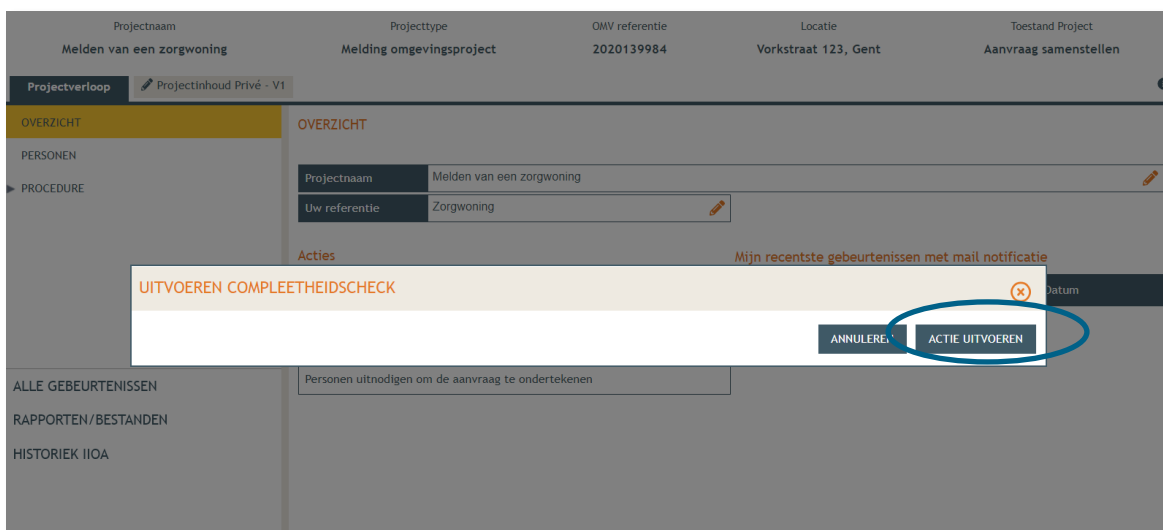 Projectnaam Projecttype OMV referentie Locatie Toestand Project
Melden van een zorgwoning Melding omgevingsproject 2020139984 Vorkstraat 123, Gent Aanvraag samenstellen
Projectverloop Projectinhoud Privé - V1
OVERZICHT OVERZICHT
PERSONEN
Projectnaam Melden van een zorgwoning
PROCEDURE
Uw referentie Zorgwoning
Acties Mijn recentste gebeurtenissen met mail notificatie
UITVOEREN COMPLEETHEIDSCHECK
Datum
ANNULEREN ACTIE UITVOEREN
Personen uitnodigen om de aanvraag te ondertekenen
ALLE GEBEURTENISSEN
RAPPORTEN/BESTANDEN
HISTORIEK IIOA